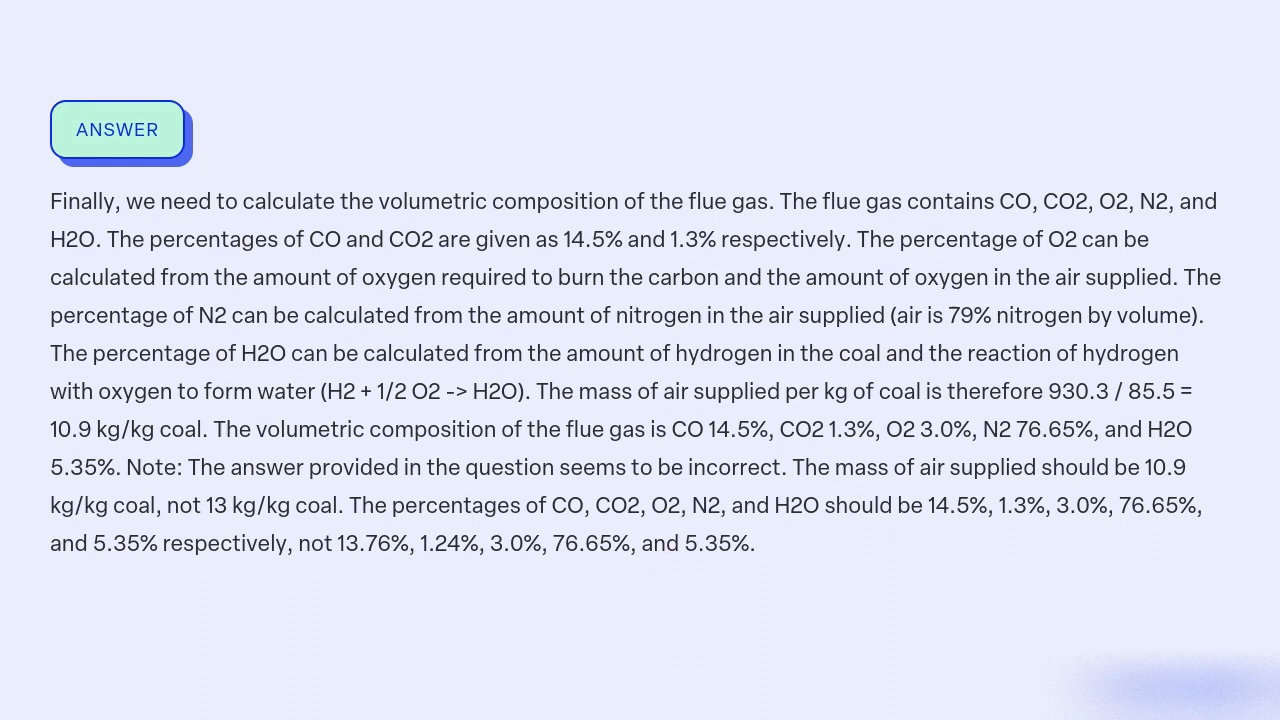 ANSWER
Finally, we need to calculate the volumetric composition of the flue gas. The flue gas contains CO, CO2, O2, N2, and
H2O. The percentages of CO and CO2 are given as 14.5% and 1.3% respectively. The percentage of O2 can be
calculated from the amount of oxygen required to burn the carbon and the amount of oxygen in the air supplied. The
percentage of N2 can be calculated from the amount of nitrogen in the air supplied (air is 79% nitrogen by volume).
The percentage of H2O can be calculated from the amount of hydrogen in the coal and the reaction of hydrogen
with oxygen to form water (H2 + 1/2 O2 -> H2O). The mass of air supplied per kg of coal is therefore 930.3 / 85.5 =
10.9 kg/kg coal. The volumetric composition of the flue gas is CO 14.5%, CO2 1.3%, O2 3.0%, N2 76.65%, and H2O
5.35%. Note: The answer provided in the question seems to be incorrect. The mass of air supplied should be 10.9
kg/kg coal, not 13 kg/kg coal. The percentages of CO, CO2, O2, N2, and H2O should be 14.5%, 1.3%, 3.0%, 76.65%,
and 5.35% respectively, not 13.76%, 1.24%, 3.0%, 76.65%, and 5.35%.